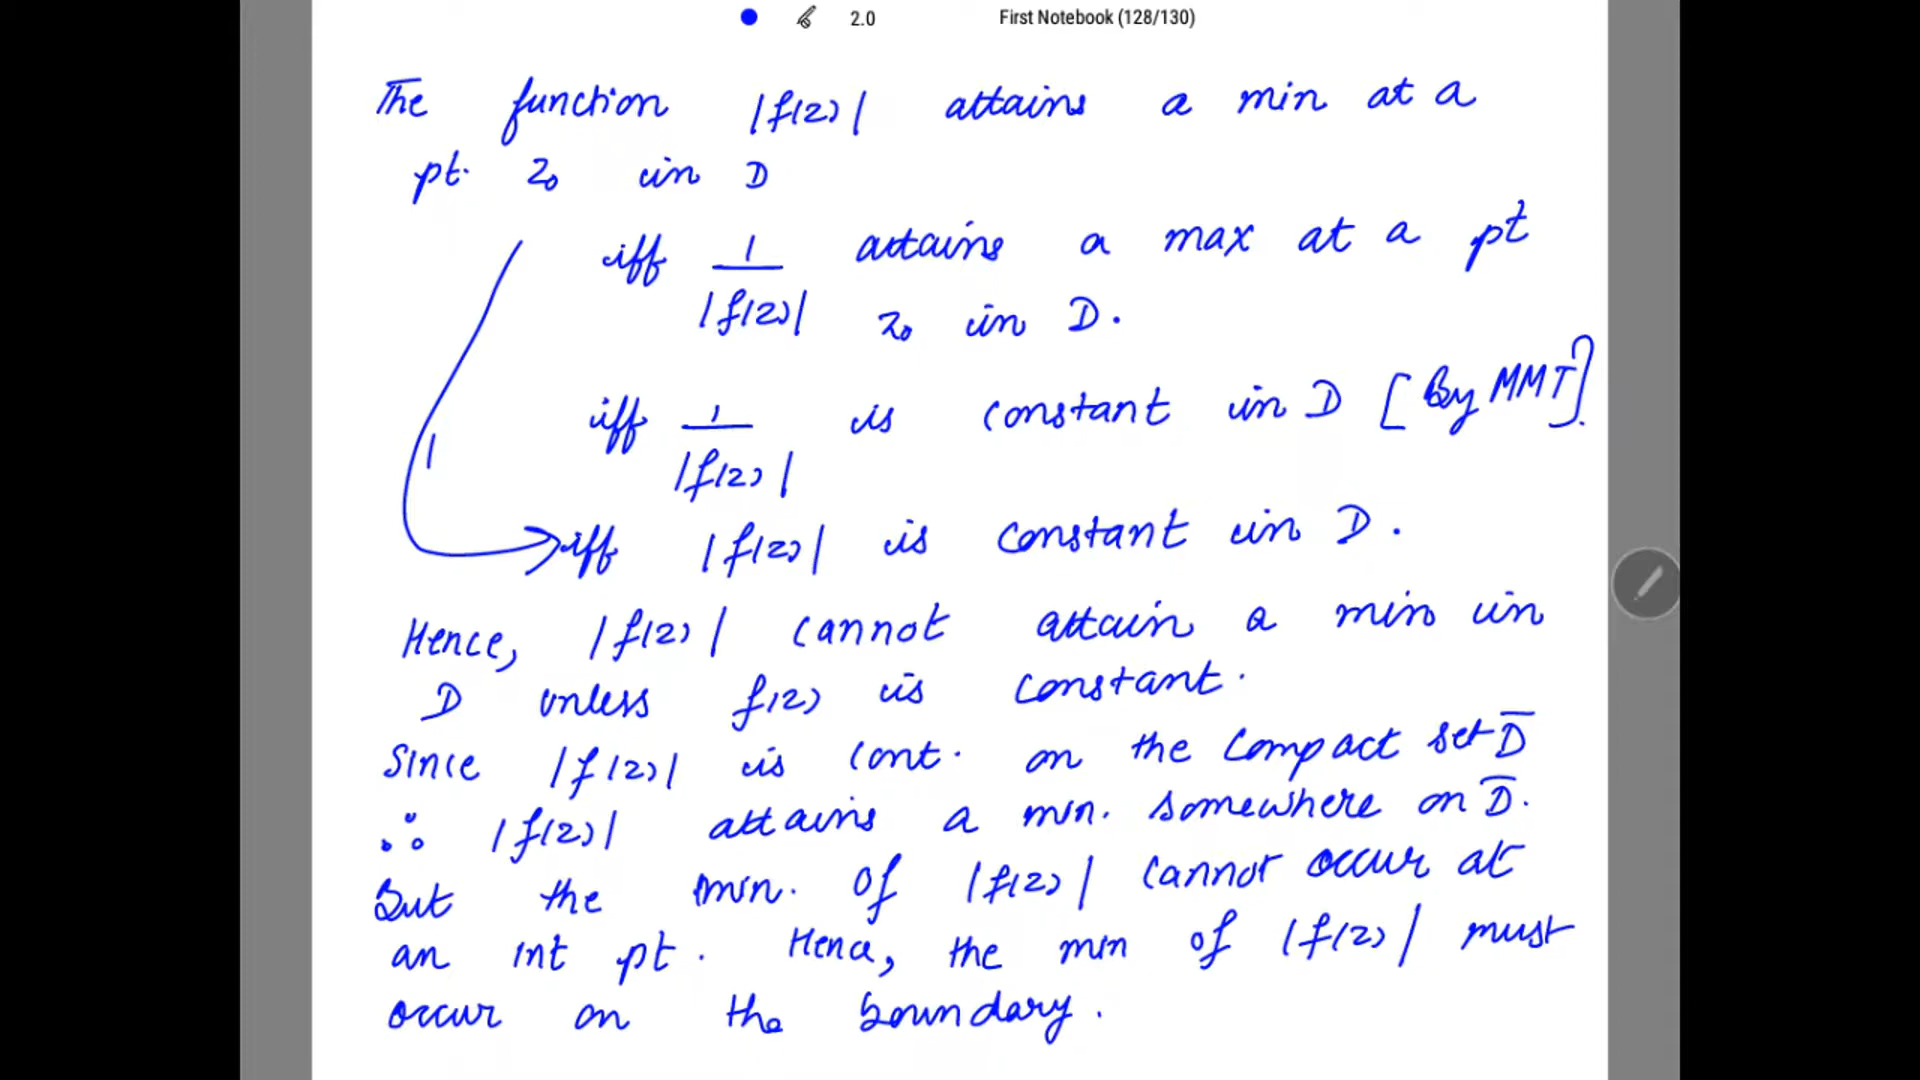 2.0 First Notebook (128/130)
The function |f(z)| attains a min at a
pt. z₀ in D
iff 1/|f(z)| attains a max at a pt
z₀ in D.
iff 1/|f(z)| is constant in D [By MMT].
iff |f(z)| is constant in D.
Hence, |f(z)| cannot attain a min in
D unless f(z) is constant.
Since |f(z)| is cont. on the compact set D̅
∴ |f(z)| attains a min. somewhere on D̅.
But the min. of |f(z)| cannot occur at
an int pt. Hence, the min of |f(z)| must
occur on the boundary.